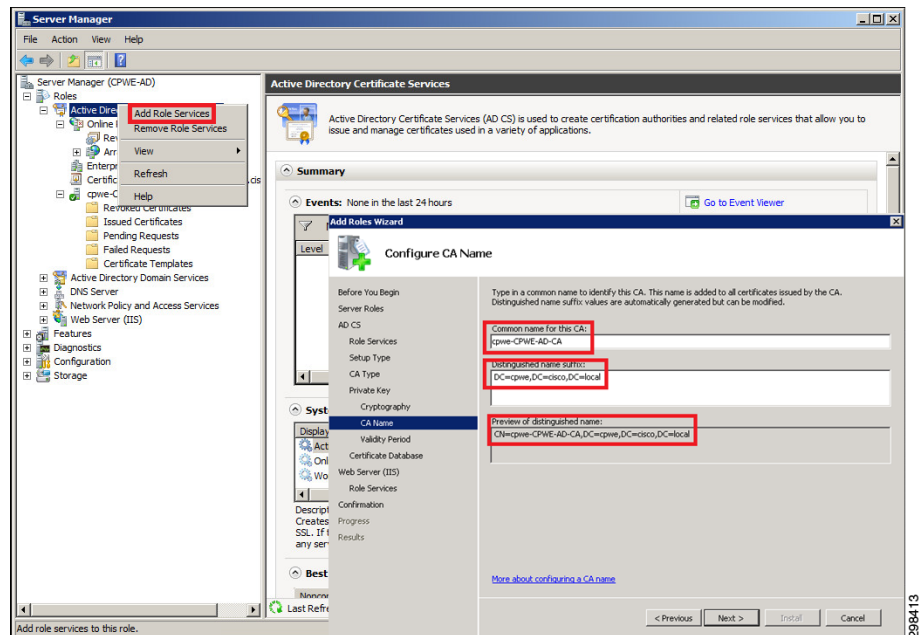 Server Manager
File Action View Help
Server Manager (CPWE-AD)
Roles
Active Dire
Online
Rev
Arr
Enterpr
Certific
.cis
cpwe-C
Revoked Certificates
Issued Certificates
Pending Requests
Failed Requests
Certificate Templates
Active Directory Domain Services
DNS Server
Network Policy and Access Services
Web Server (IIS)
Features
Diagnostics
Configuration
Storage
Add Role Services
Remove Role Services
View
Refresh
Help
Active Directory Certificate Services
Active Directory Certificate Services (AD CS) is used to create certification authorities and related role services that allow you to
issue and manage certificates used in a variety of applications.
Summary
Events: None in the last 24 hours
Go to Event Viewer
Level
Syst
Display
Act
Onl
Wo
Descript
Creates
SSL. If t
any ser
Best
Noncom
Last Refre
Add Roles Wizard
Configure CA Name
Before You Begin
Server Roles
AD CS
Role Services
Setup Type
CA Type
Private Key
Cryptography
CA Name
Validity Period
Certificate Database
Web Server (IIS)
Role Services
Confirmation
Progress
Results
Type in a common name to identify this CA. This name is added to all certificates issued by the CA.
Distinguished name suffix values are automatically generated but can be modified.
Common name for this CA:
cpwe-CPWE-AD-CA
Distinguished name suffix:
DC=cpwe,DC=cisco,DC=local
Preview of distinguished name:
CN=cpwe-CPWE-AD-CA,DC=cpwe,DC=cisco,DC=local
More about configuring a CA name
< Previous
Next >
Install
Cancel
Add role services to this role.
298413